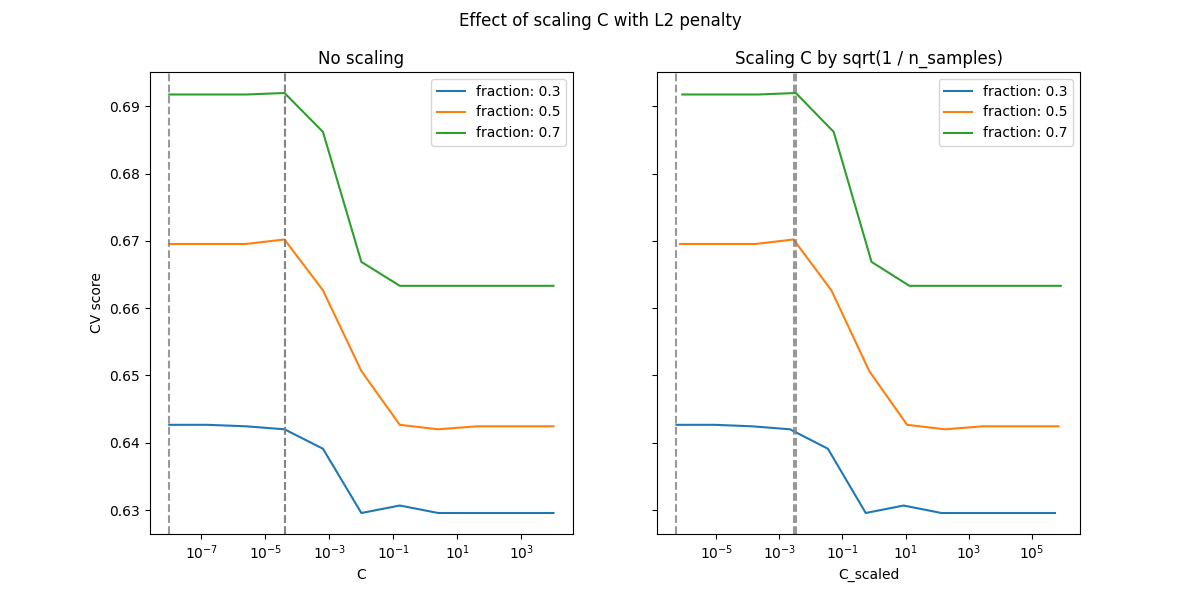 Effect of scaling C with L2 penalty
No scaling
fraction: 0.3
fraction: 0.5
fraction: 0.7
0.69
0.68
0.67
0.66
0.65
0.64
0.63
CV score
10⁻⁷ 10⁻⁵ 10⁻³ 10⁻¹ 10¹ 10³
C
Scaling C by sqrt(1 / n_samples)
fraction: 0.3
fraction: 0.5
fraction: 0.7
10⁻⁵ 10⁻³ 10⁻¹ 10¹ 10³ 10⁵
C_scaled